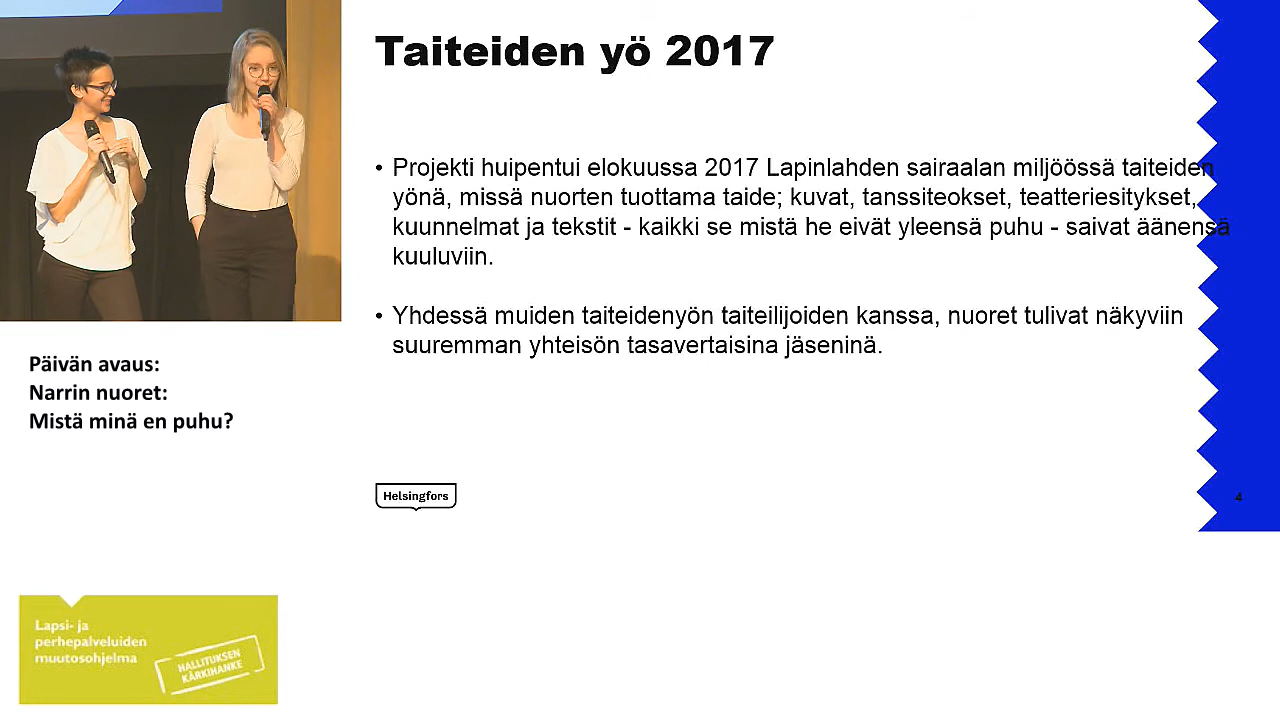 Taiteiden yö 2017
• Projekti huipentui elokuussa 2017 Lapinlahden sairaalan miljöössä taiteiden
yönä, missä nuorten tuottama taide; kuvat, tanssiteokset, teatteriesitykset,
kuunnelmat ja tekstit - kaikki se mistä he eivät yleensä puhu - saivat äänensä
kuuluviin.
• Yhdessä muiden taiteidenyön taiteilijoiden kanssa, nuoret tulivat näkyviin
suuremman yhteisön tasavertaisina jäseninä.
Helsingfors
4
Päivän avaus:
Narrin nuoret:
Mistä minä en puhu?
Lapsi- ja
perhepalveluiden
muutosohjelma
HALLITUKSEN
KÄRKIHANKE